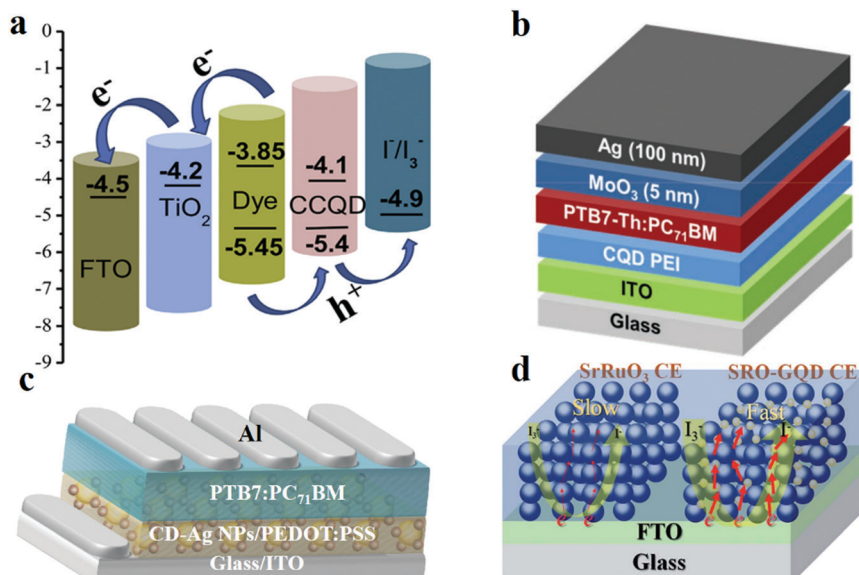 a
e⁻
e⁻
-0
-1
-2
-3
-4
-5
-6
-7
-8
-9
-4.5
FTO
-4.2
TiO₂
-3.85
Dye
-5.45
-4.1
CCQD
-5.4
I⁻/I₃⁻
-4.9
h⁺
b
Ag (100 nm)
MoO₃ (5 nm)
PTB7-Th:PC₇₁BM
CQD PEI
ITO
Glass
c
Al
PTB7:PC₇₁BM
CD-Ag NPs/PEDOT:PSS
Glass/ITO
d
SrRuO₃ CE
SRO-GQD CE
Slow
Fast
I₃⁻
I⁻
I₃⁻
I⁻
FTO
Glass